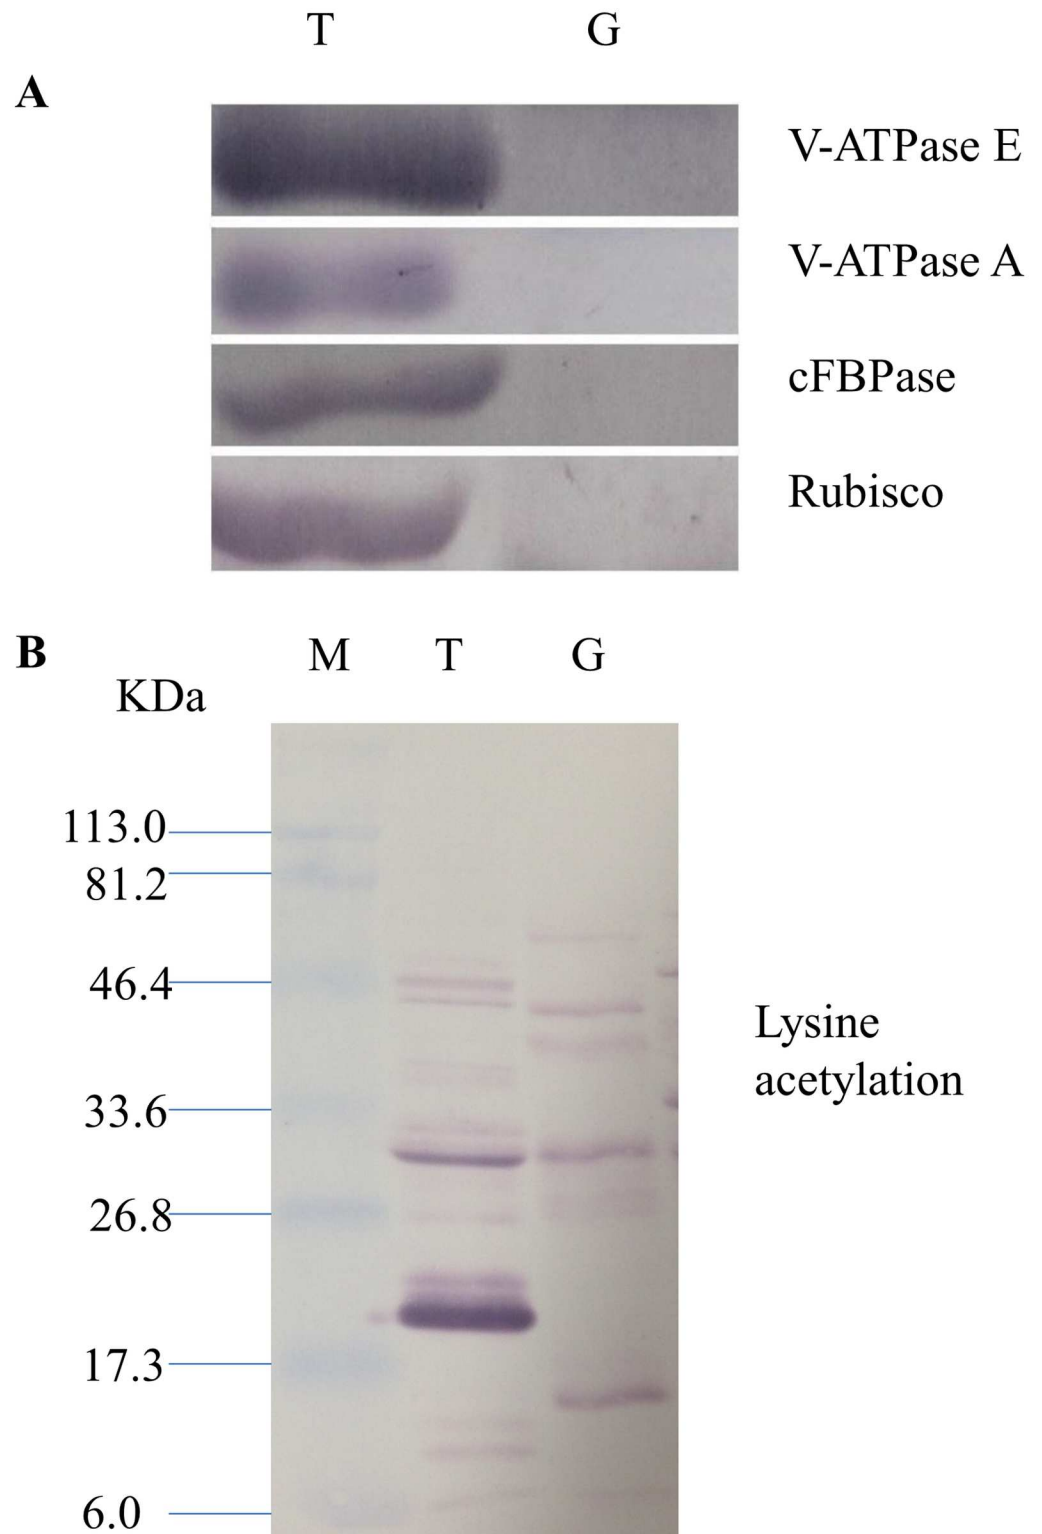 T G
A
V-ATPase E
V-ATPase A
cFBPase
Rubisco
B
M T G
KDa
113.0
81.2
46.4
33.6
26.8
17.3
6.0
Lysine
acetylation